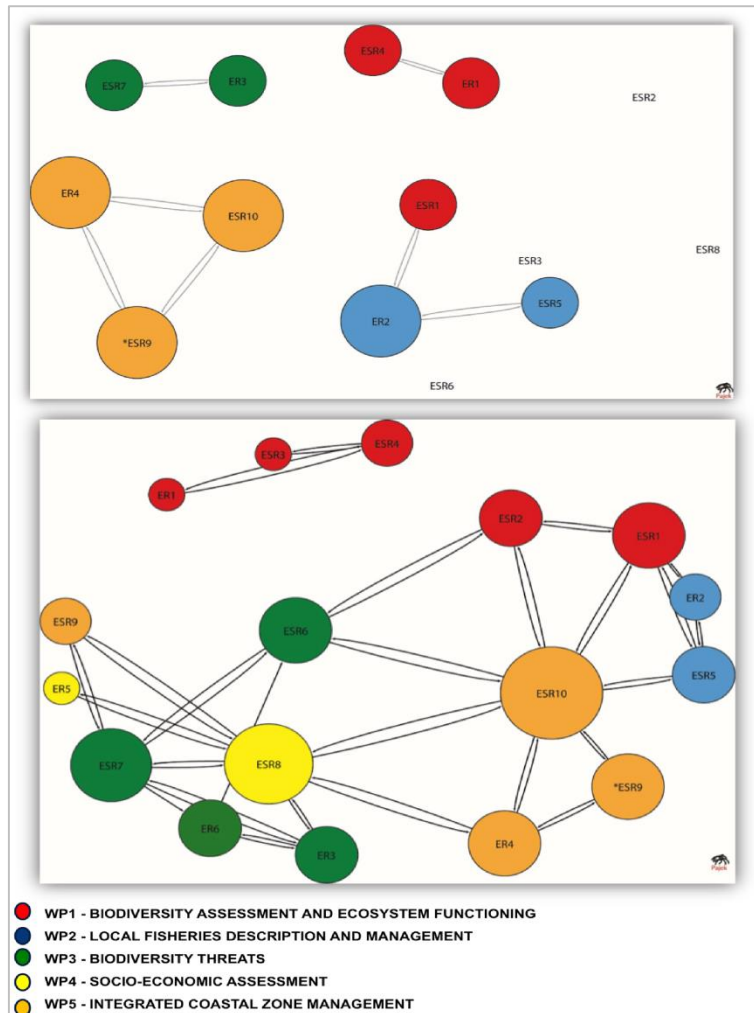 ESR4
ESR7
ER3
ER1
ESR2
ER4
ESR10
ESR1
ESR8
ESR3
ESR5
ER2
*ESR9
ESR6
Pajek
ESR4
ESR3
ER1
ESR2
ESR1
ER2
ESR9
ESR6
ESR5
ER5
ESR10
ESR7
ESR8
*ESR9
ER6
ER4
ER3
Pajek
WP1 - BIODIVERSITY ASSESSMENT AND ECOSYSTEM FUNCTIONING
WP2 - LOCAL FISHERIES DESCRIPTION AND MANAGEMENT
WP3 - BIODIVERSITY THREATS
WP4 - SOCIO-ECONOMIC ASSESSMENT
WP5 - INTEGRATED COASTAL ZONE MANAGEMENT